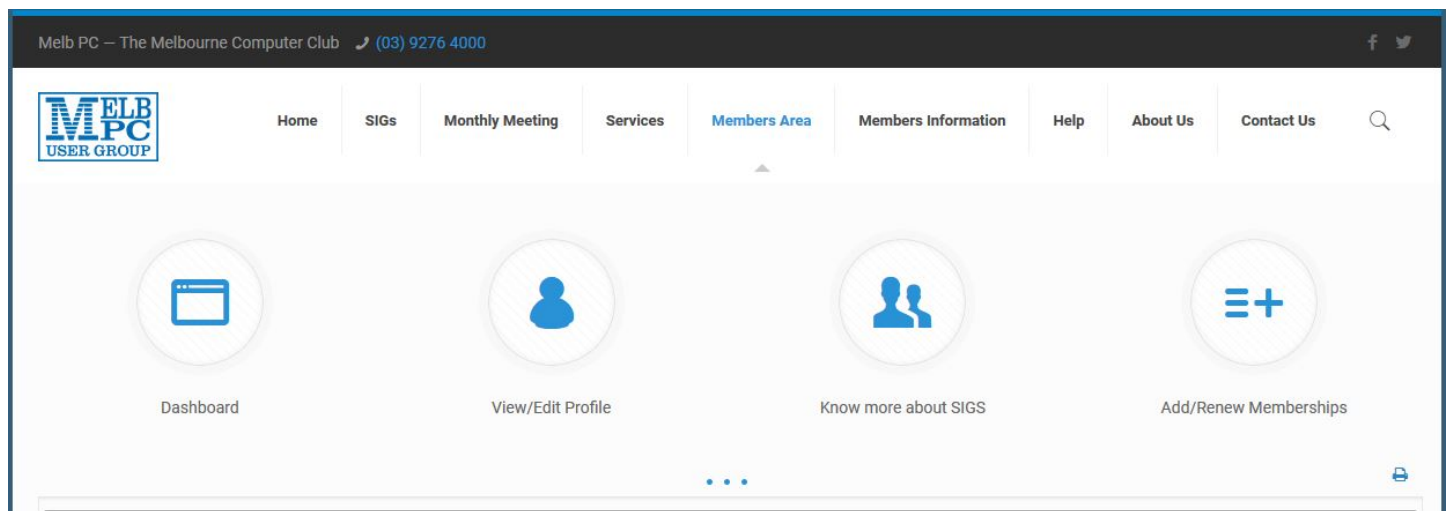 Melb PC – The Melbourne Computer Club (03) 9276 4000
MELB
PC
USER GROUP
Home SIGs Monthly Meeting Services Members Area Members Information Help About Us Contact Us
Dashboard View/Edit Profile Know more about SIGS Add/Renew Memberships